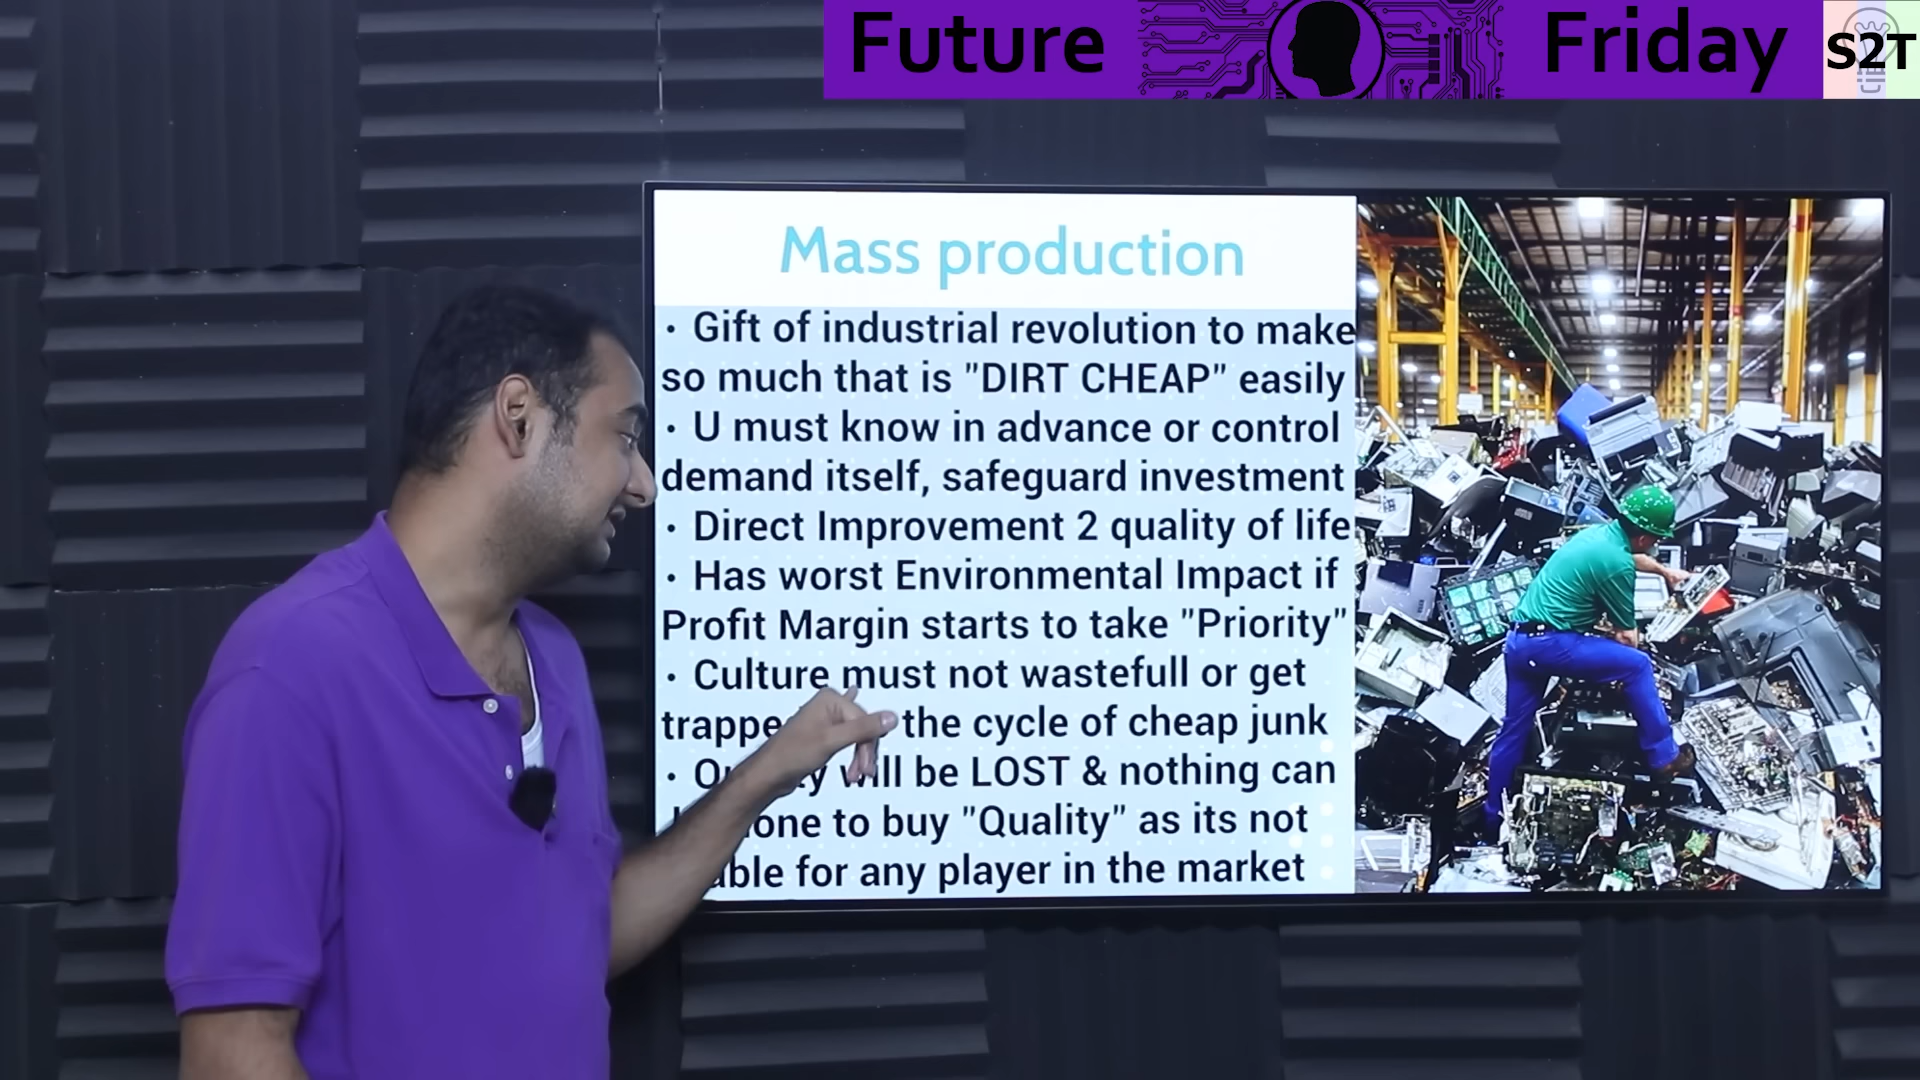 Future Friday S2T
Mass production
• Gift of industrial revolution to make
so much that is "DIRT CHEAP" easily
• U must know in advance or control
demand itself, safeguard investment
• Direct Improvement 2 quality of life
• Has worst Environmental Impact if
Profit Margin starts to take "Priority"
• Culture must not wastefull or get
the cycle of cheap junk
• will be LOST & nothing can
to buy "Quality" as its not
for any player in the market